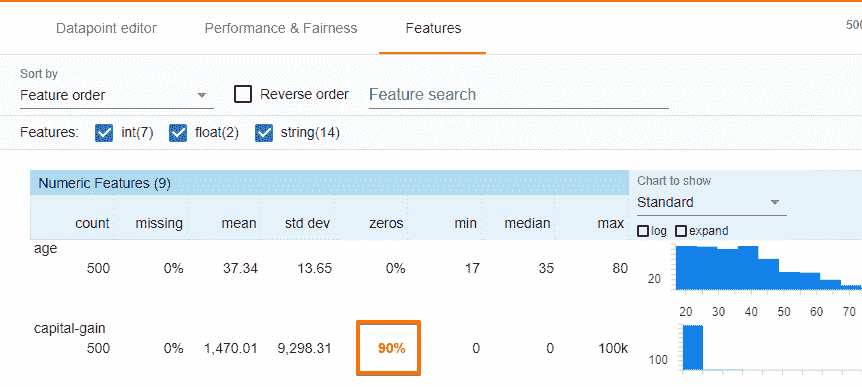 Datapoint editor Performance & Fairness Features 500
Sort by
Feature order Reverse order Feature search
Features: int(7) float(2) string(14)
Numeric Features (9) Chart to show
Standard
count missing mean std dev zeros min median max log expand
age
500 0% 37.34 13.65 0% 17 35 80 20
20 30 40 50 60 70
capital-gain
500 0% 1,470.01 9,298.31 90% 0 0 100k 100